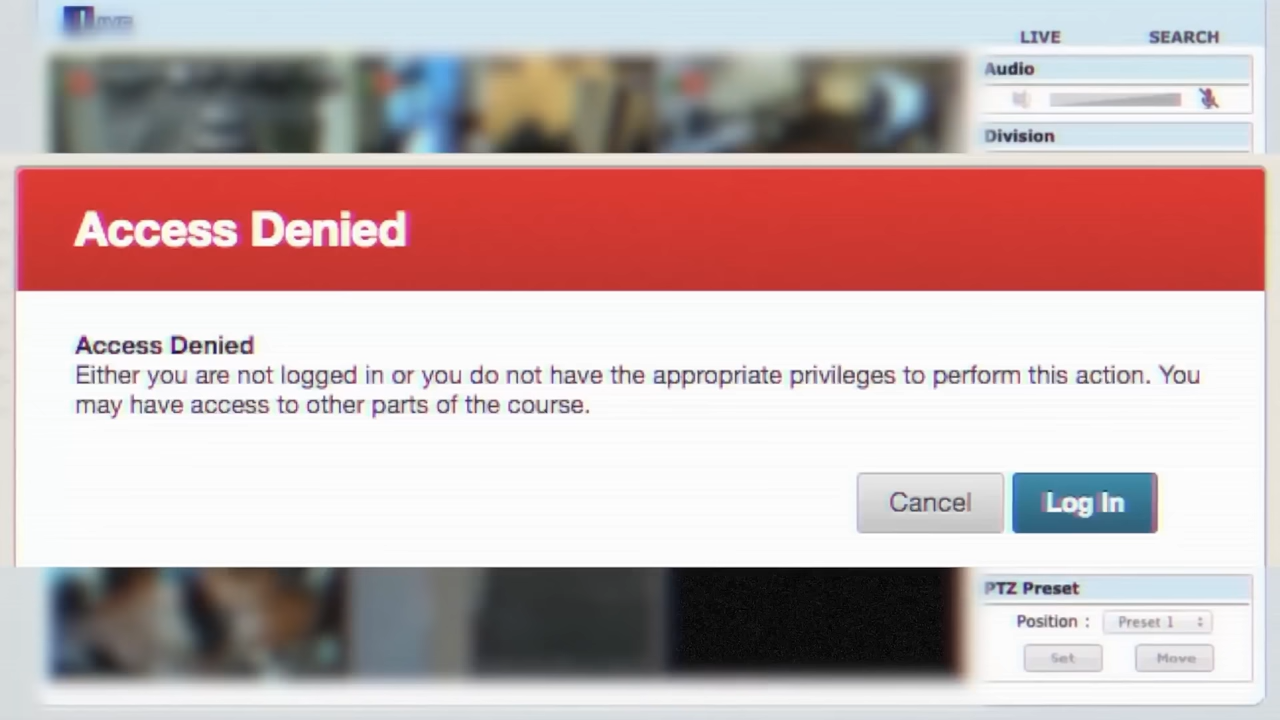 LIVE SEARCH
Audio
Division
Access Denied
Access Denied
Either you are not logged in or you do not have the appropriate privileges to perform this action. You
may have access to other parts of the course.
Cancel Log In
PTZ Preset
Position : Preset 1
Set Move